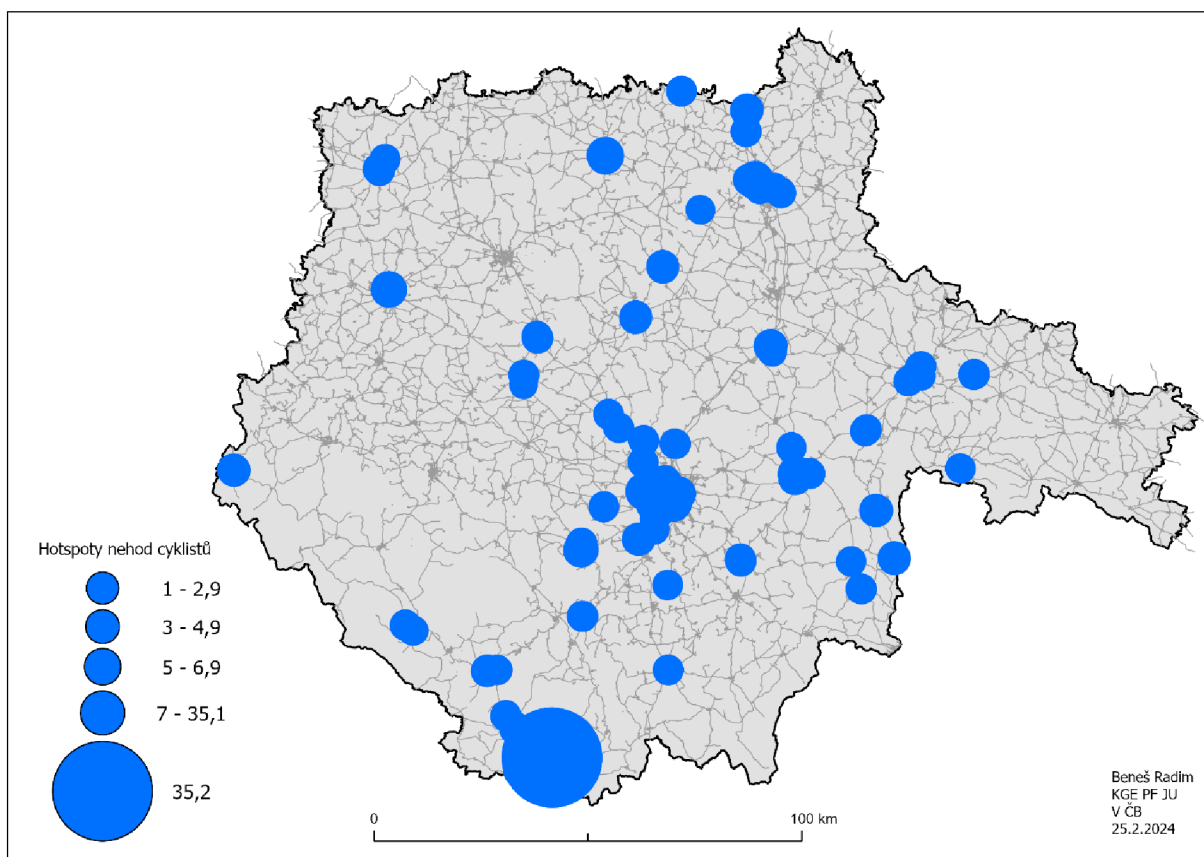 Hotspoty nehod cyklistů
1 - 2,9
3 - 4,9
5 - 6,9
7 - 35,1
35,2
0
100 km
Beneš Radim
KGE PF JU
V ČB
25.2.2024